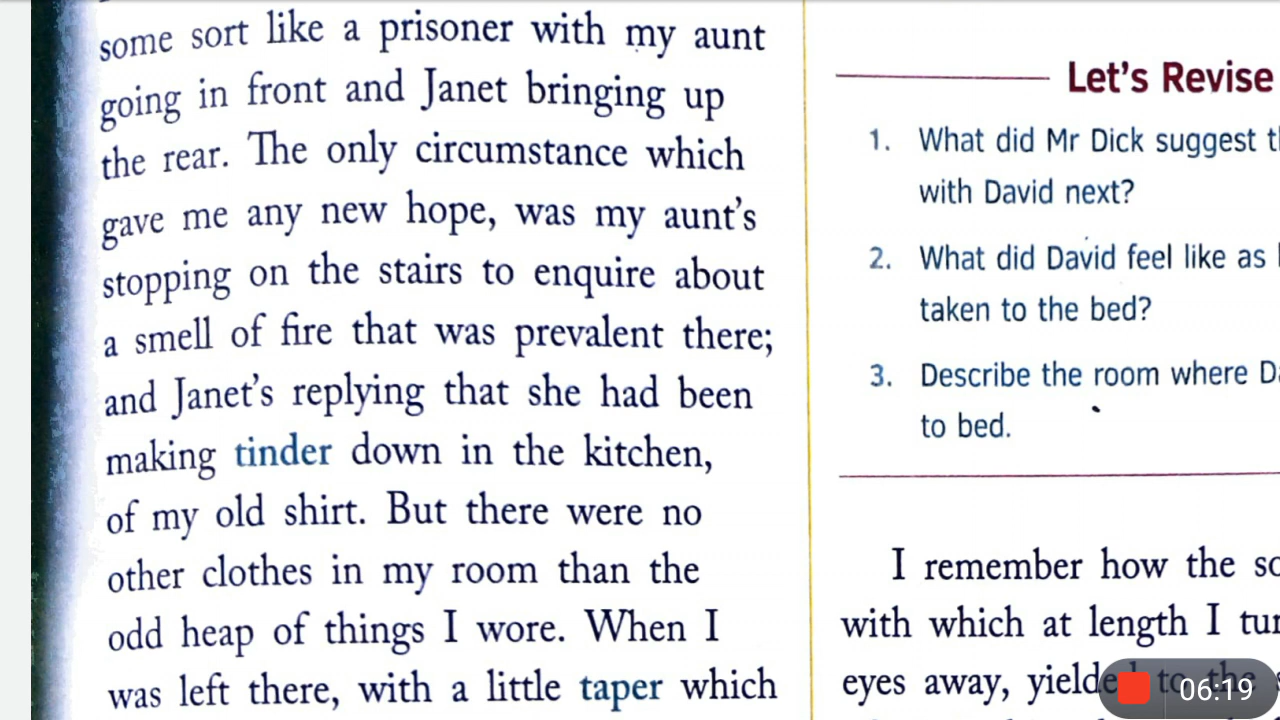 some sort like a prisoner with my aunt
going in front and Janet bringing up
the rear. The only circumstance which
gave me any new hope, was my aunt's
stopping on the stairs to enquire about
a smell of fire that was prevalent there;
and Janet's replying that she had been
making tinder down in the kitchen,
of my old shirt. But there were no
other clothes in my room than the
odd heap of things I wore. When I
was left there, with a little taper which
Let's Revise
1. What did Mr Dick suggest
with David next?
2. What did David feel like as
taken to the bed?
3. Describe the room where
to bed.
I remember how the
with which at length I
eyes away, to the
06:19